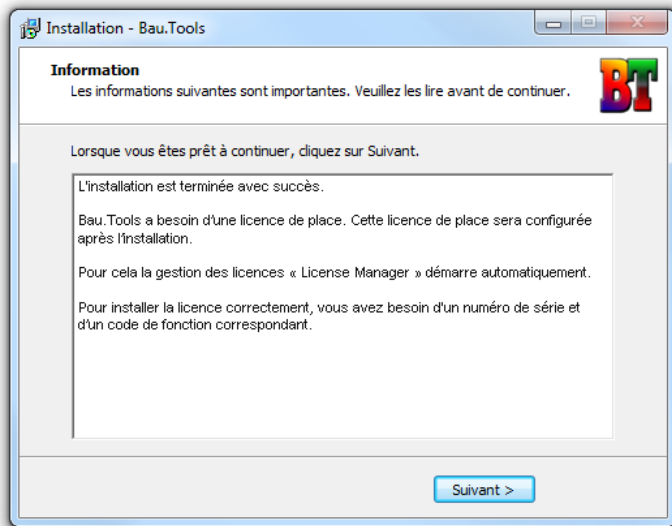 Installation - Bau.Tools
Information
Les informations suivantes sont importantes. Veuillez les lire avant de continuer.
BT
Lorsque vous êtes prêt à continuer, cliquez sur Suivant.
L'installation est terminée avec succès.
Bau.Tools a besoin d'une licence de place. Cette licence de place sera configurée
après l'installation.
Pour cela la gestion des licences « License Manager » démarre automatiquement.
Pour installer la licence correctement, vous avez besoin d'un numéro de série et
d'un code de fonction correspondant.
Suivant >